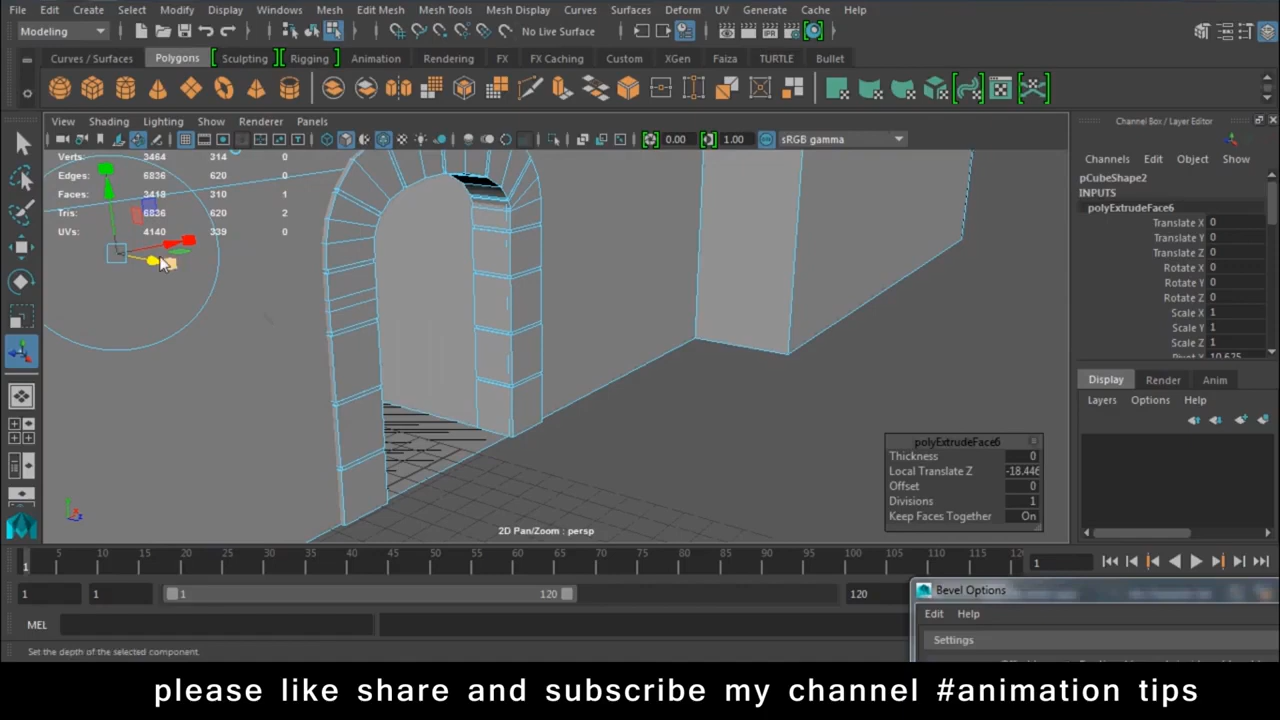 File Edit Create Select Modify Display Windows Mesh Edit Mesh Mesh Tools Mesh Display Curves Surfaces Deform UV Generate Cache Help
Modeling No Live Surface
Curves / Surfaces Polygons Sculpting Rigging Animation Rendering FX FX Caching Custom Faiza XGen TURTLE Bullet
View Shading Lighting Show Renderer Panels
0.00 1.00 sRGB gamma
Channel Box / Layer Editor
Channels Edit Object Show
Verts: 3464 314 0
Edges: 6836 620 0
Faces: 3418 310 1
Tris: 6836 620 2
UVs: 4140 339 0
pCubeShape2
INPUTS
polyExtrudeFace6
Translate X 0
Translate Y 0
Translate Z 0
Rotate X 0
Rotate Y 0
Rotate Z 0
Scale X 1
Scale Y 1
Scale Z 1
Pivot X 10.625
Display Render Anim
Layers Options Help
polyExtrudeFace6
Thickness 0
Local Translate Z -18.446
Offset 0
Divisions 1
Keep Faces Together On
2D Pan/Zoom : persp
5 10 15 20 25 30 35 40 45 50 55 60 65 70 75 80 85 90 95 100 105 110 115 12
1 1
1 1 1 120 120
Bevel Options
Edit Help
Settings
MEL
Set the depth of the selected component.
please like share and subscribe my channel #animation tips